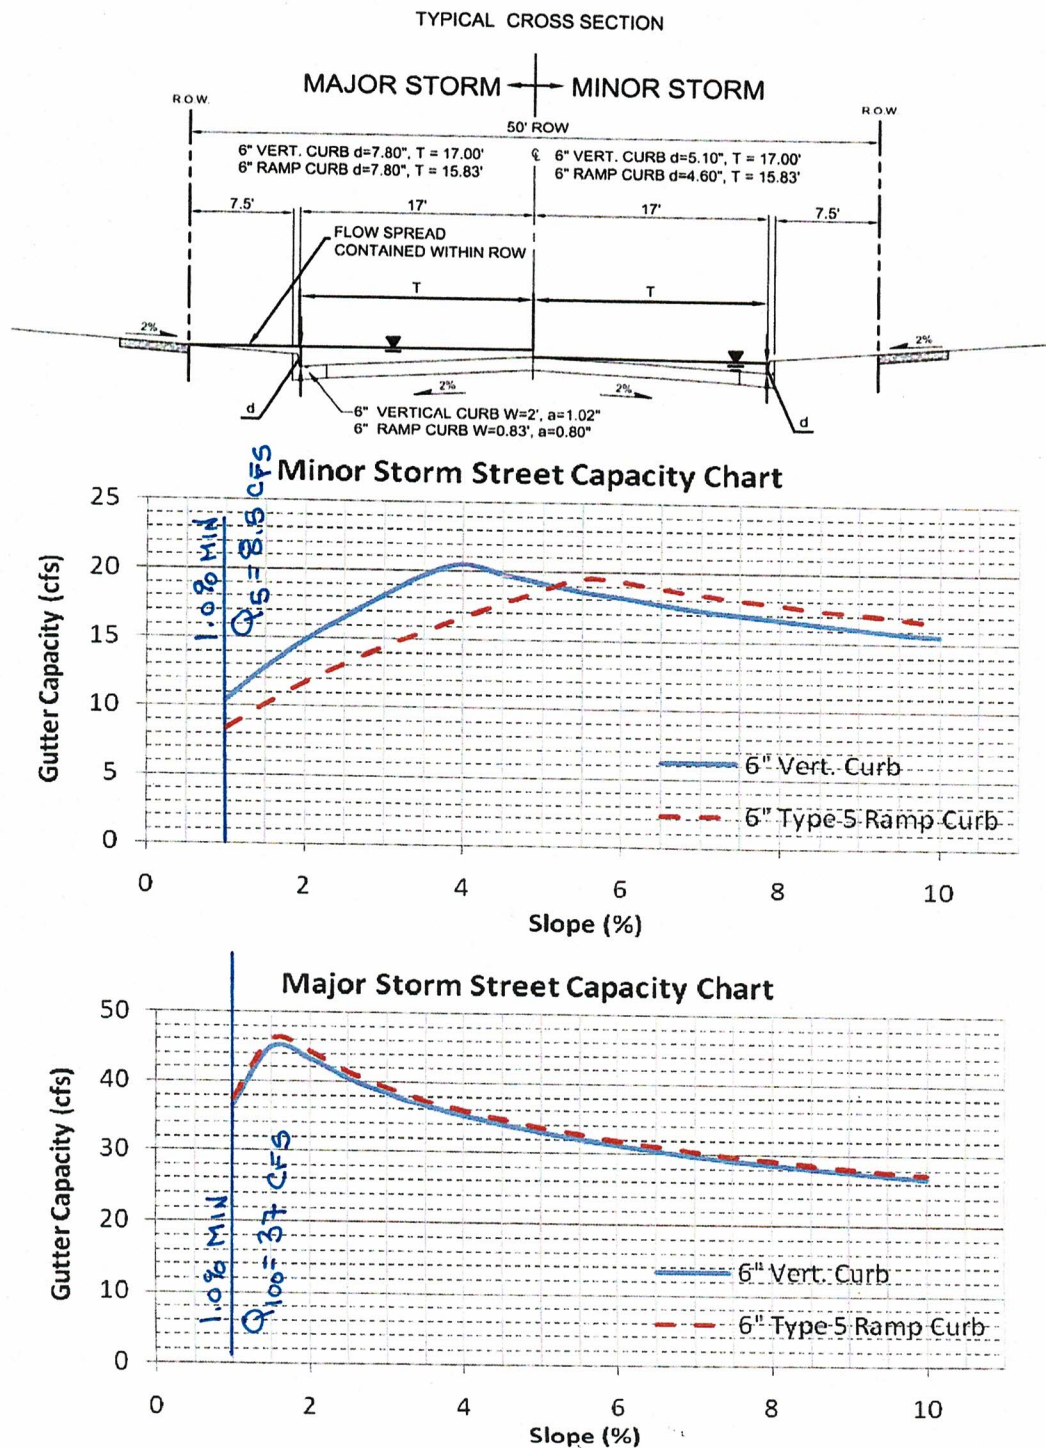 TYPICAL CROSS SECTION
MAJOR STORM MINOR STORM
R.O.W. R.O.W.
50' ROW
6" VERT. CURB d=7.80", T = 17.00'
6" RAMP CURB d=7.80", T = 15.83'
℄
6" VERT. CURB d=5.10", T = 17.00'
6" RAMP CURB d=4.60", T = 15.83'
7.5' 17' 17' 7.5'
FLOW SPREAD
CONTAINED WITHIN ROW
T T
2% 2%
2% 2%
d d
6" VERTICAL CURB W=2', a=1.02"
6" RAMP CURB W=0.83', a=0.80"
Minor Storm Street Capacity Chart
1.0% MIN
Q5=8.5 CFS
Gutter Capacity (cfs)
25
20
15
10
5
0
6" Vert. Curb
6" Type 5 Ramp Curb
0 2 4 6 8 10
Slope (%)
Major Storm Street Capacity Chart
1.0% MIN
Q100=37 CFS
Gutter Capacity (cfs)
50
40
30
20
10
0
6" Vert. Curb
6" Type 5 Ramp Curb
0 2 4 6 8 10
Slope (%)